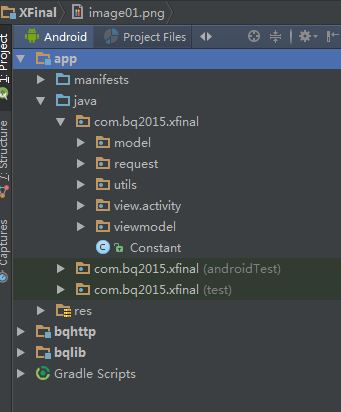 XFinal image01.png
Android Project Files
1: Project
7: Structure
Captures
app
manifests
java
com.bq2015.xfinal
model
request
utils
view.activity
viewmodel
C Constant
com.bq2015.xfinal (androidTest)
com.bq2015.xfinal (test)
res
bqhttp
bqlib
Gradle Scripts